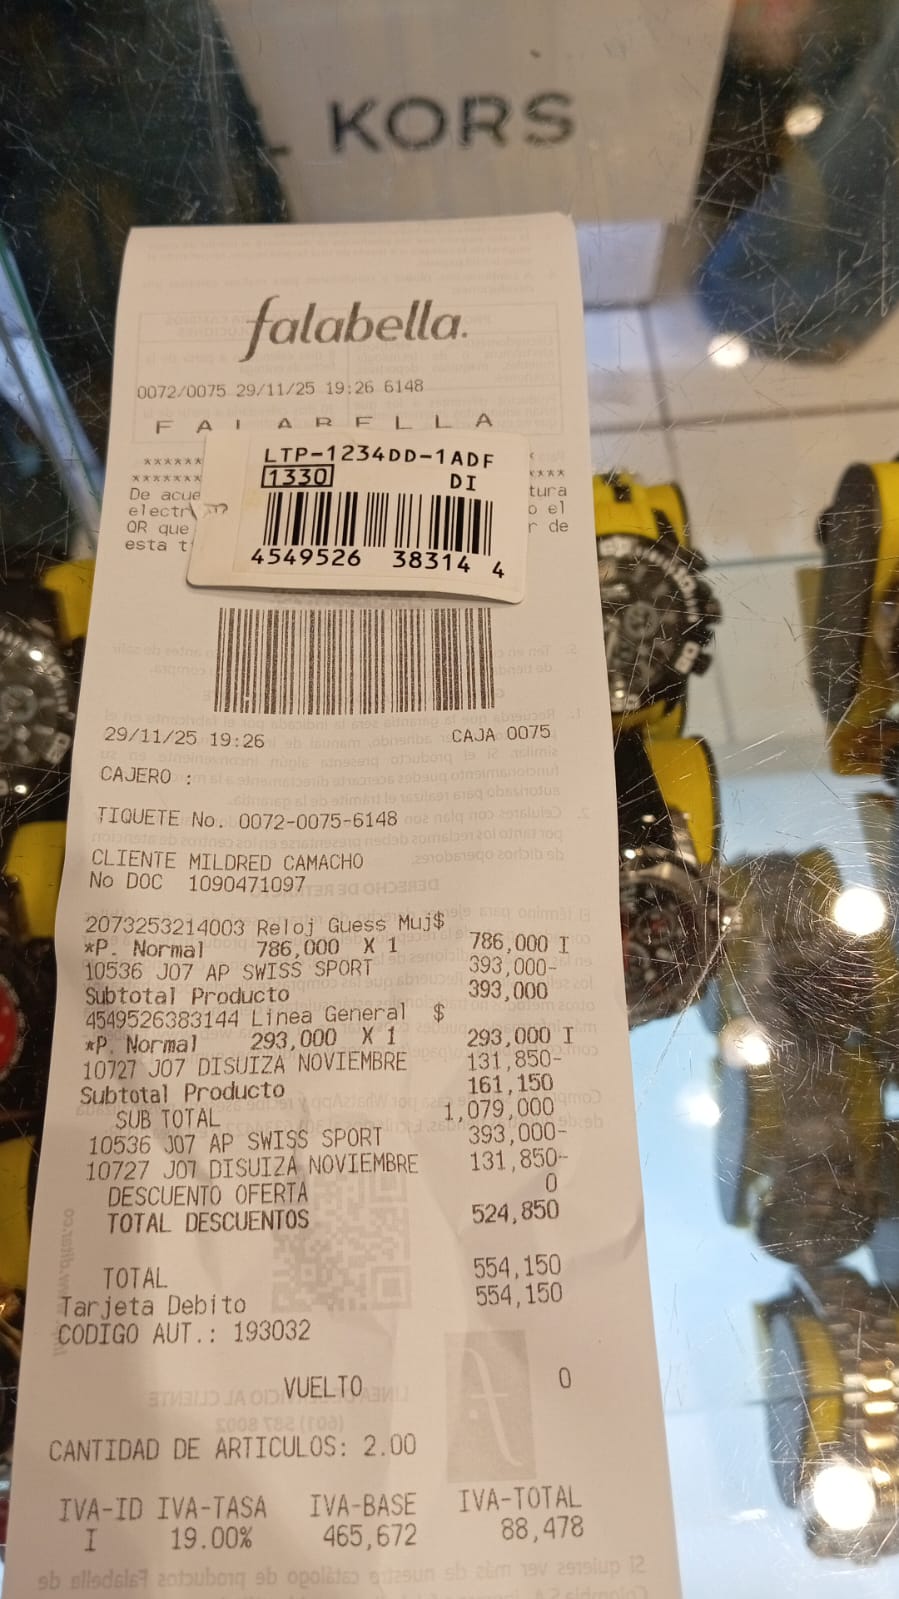 L KORS
falabella.
0072/0075 29/11/25 19:26 6148
F A L A B E L L A
LTP-1234DD-1ADF
1330 DI
4549526 38314 4
******
****
*******
De acue tura
electr o el
QR que r de
esta t
29/11/25 19:26 CAJA 0075
CAJERO :
TIQUETE No. 0072-0075-6148
CLIENTE MILDRED CAMACHO
No DOC 1090471097
2073253214003 Reloj Guess Muj$
*P. Normal 786,000 X 1 786,000 I
10536 J07 AP SWISS SPORT 393,000-
Subtotal Producto 393,000
4549526383144 Linea General $
*P. Normal 293,000 X 1 293,000 I
10727 J07 DISUIZA NOVIEMBRE 131,850-
Subtotal Producto 161,150
SUB TOTAL 1,079,000
10536 J07 AP SWISS SPORT 393,000-
10727 J07 DISUIZA NOVIEMBRE 131,850-
DESCUENTO OFERTA 0
TOTAL DESCUENTOS 524,850
TOTAL 554,150
Tarjeta Debito 554,150
CODIGO AUT.: 193032
VUELTO 0
CANTIDAD DE ARTICULOS: 2.00
IVA-ID IVA-TASA IVA-BASE IVA-TOTAL
I 19.00% 465,672 88,478